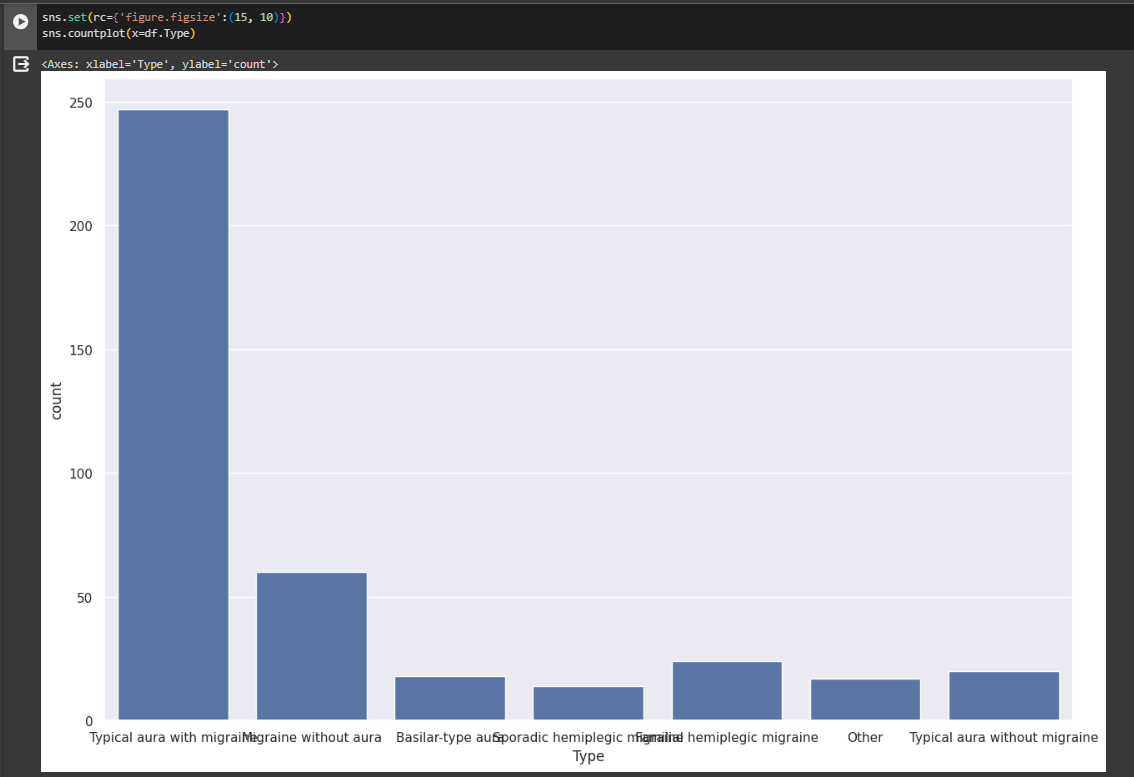 sns.set(rc={'figure.figsize':(15, 10)})
sns.countplot(x=df.Type)
<Axes: xlabel='Type', ylabel='count'>
250
200
150
100
50
0
count
Typical aura with migraine Migraine without aura Basilar-type aura Sporadic hemiplegic migraine Familial hemiplegic migraine Other Typical aura without migraine
Type